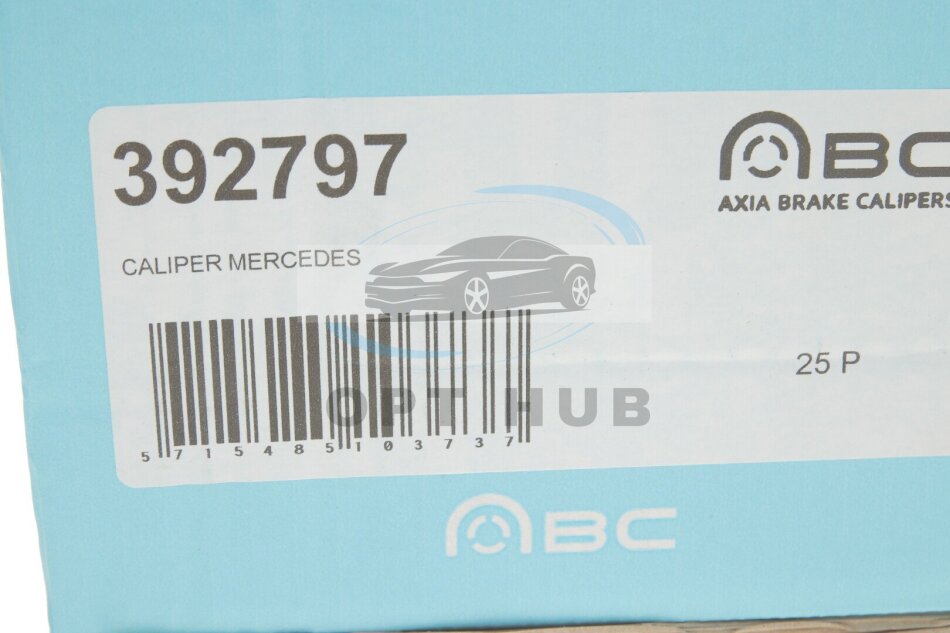 392797
ABC
AXIA BRAKE CALIPERS
CALIPER MERCEDES
25 P
OPT HUB
5715485103737
ABC